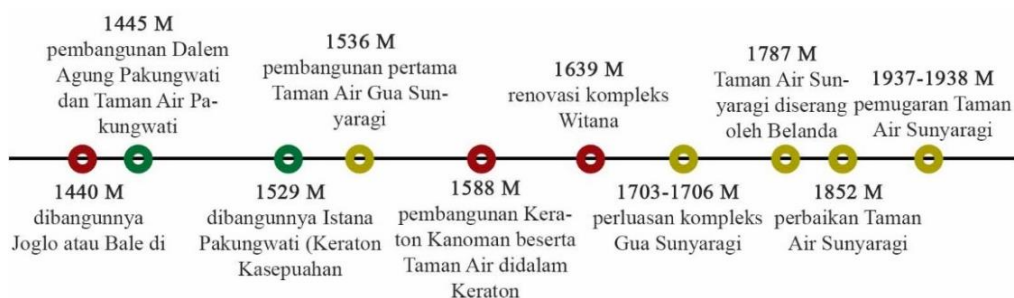 1445 M
pembangunan Dalem
Agung Pakungwati
dan Taman Air Pa-
kungwati
1536 M
pembangunan pertama
Taman Air Gua Sun-
yaragi
1639 M
renovasi kompleks
Witana
1787 M
Taman Air Sun-
yaragi diserang
oleh Belanda
1937-1938 M
pemugaran Taman
Air Sunyaragi
1440 M
dibangunnya
Joglo atau Bale di
1529 M
dibangunnya Istana
Pakungwati (Keraton
Kasepuahan
1588 M
pembangunan Kera-
ton Kanoman beserta
Taman Air didalam
Keraton
1703-1706 M
perluasan kompleks
Gua Sunyaragi
1852 M
perbaikan Taman
Air Sunyaragi